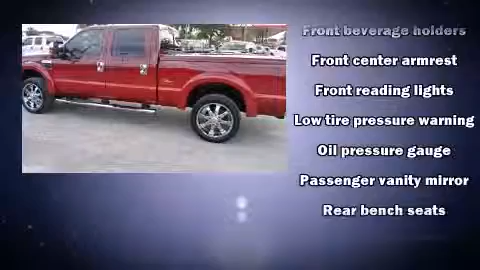 Front beverage holders
Front center armrest
Front reading lights
Low tire pressure warning
Oil pressure gauge
Passenger vanity mirror
Rear bench seats